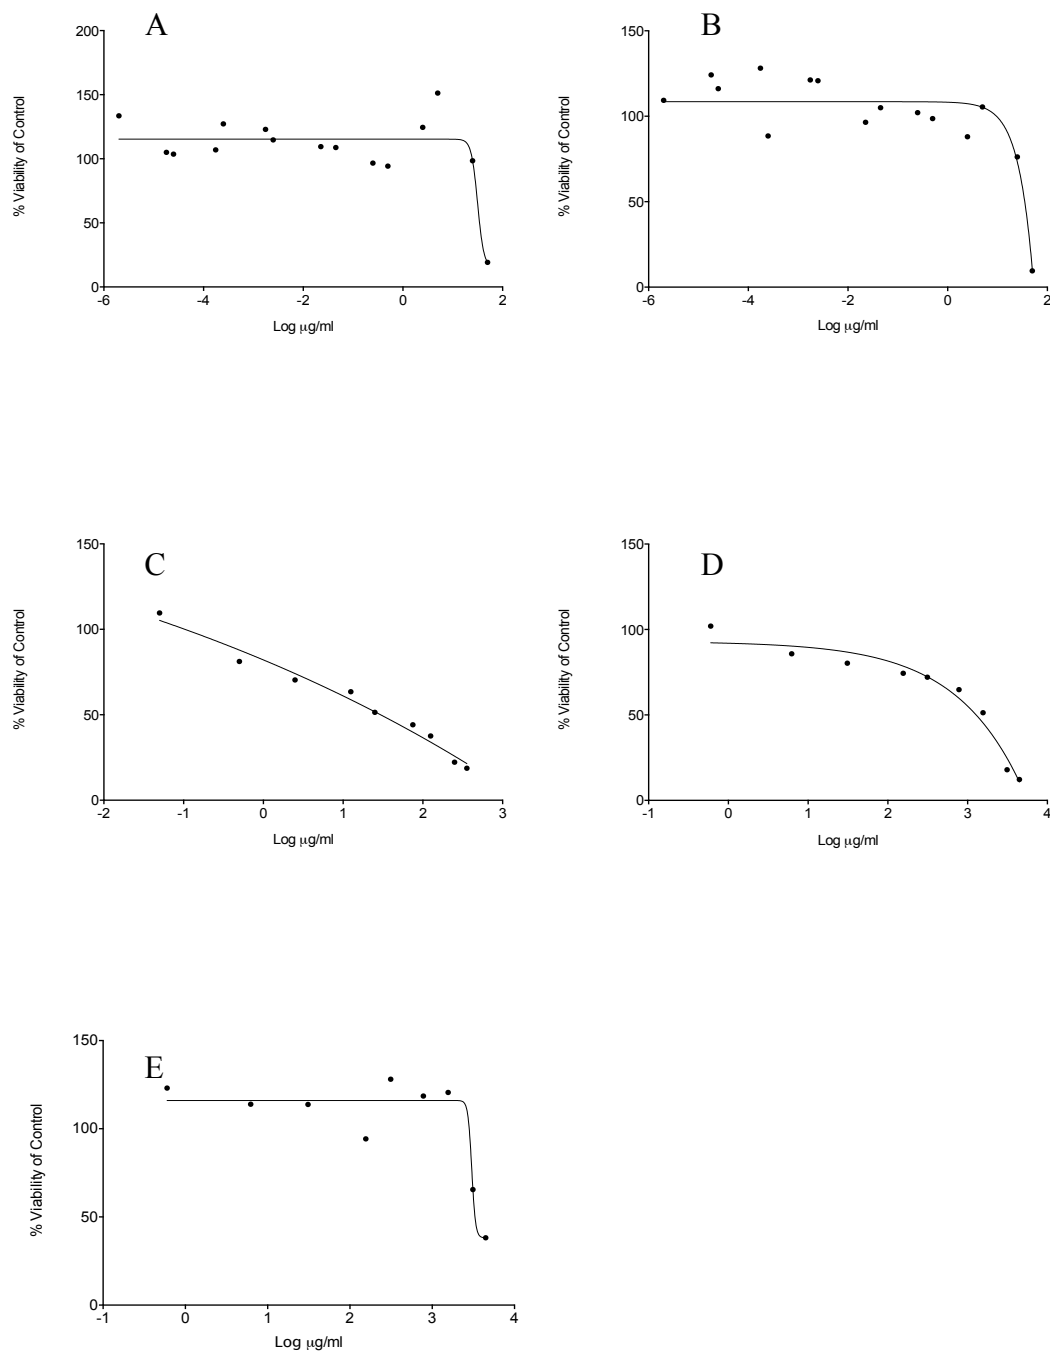 A
% Viability of Control
200
150
100
50
0
-6 -4 -2 0 2
Log μg/ml
B
% Viability of Control
150
100
50
0
-6 -4 -2 0 2
Log μg/ml
C
% Viability of Control
150
100
50
0
-2 -1 0 1 2 3
Log μg/ml
D
% Viability of Control
150
100
50
0
-1 0 1 2 3 4
Log μg/ml
E
% Viability of Control
150
100
50
0
-1 0 1 2 3 4
Log μg/ml